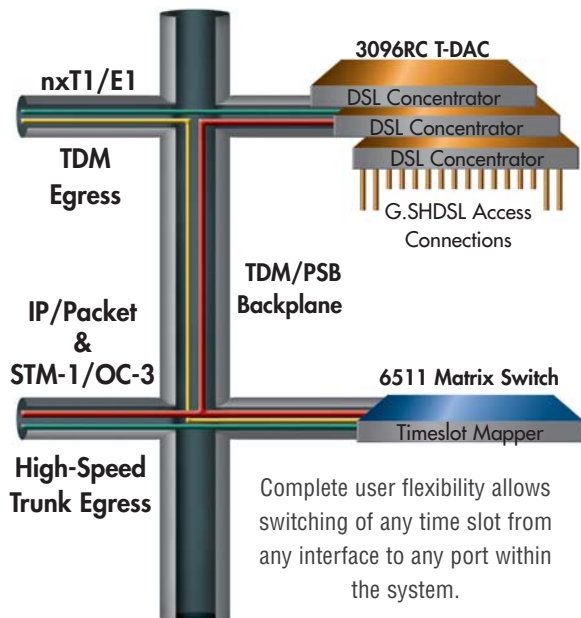 3096RC T-DAC
nxT1/E1
DSL Concentrator
DSL Concentrator
DSL Concentrator
TDM
Egress
G.SHDSL Access
Connections
TDM/PSB
Backplane
IP/Packet
&
STM-1/OC-3
6511 Matrix Switch
Timeslot Mapper
High-Speed
Trunk Egress
Complete user flexibility allows
switching of any time slot from
any interface to any port within
the system.